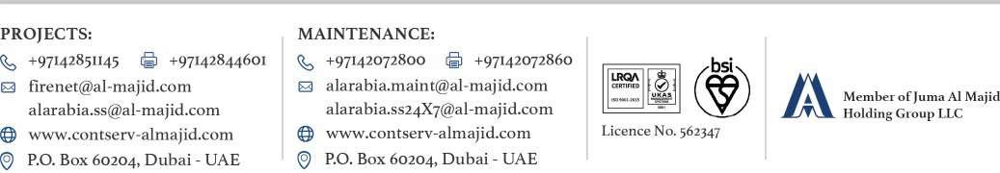 PROJECTS:
+97142851145 +97142844601
firenet@al-majid.com
alarabia.ss@al-majid.com
www.contserv-almajid.com
P.O. Box 60204, Dubai - UAE
MAINTENANCE:
+97142072800 +97142072860
alarabia.maint@al-majid.com
alarabia.ss24X7@al-majid.com
www.contserv-almajid.com
P.O. Box 60204, Dubai - UAE
LRQA
CERTIFIED
ISO 9001:2015
UKAS
MANAGEMENT
SYSTEMS
0001
bsi
Licence No. 562347
Member of Juma Al Majid
Holding Group LLC